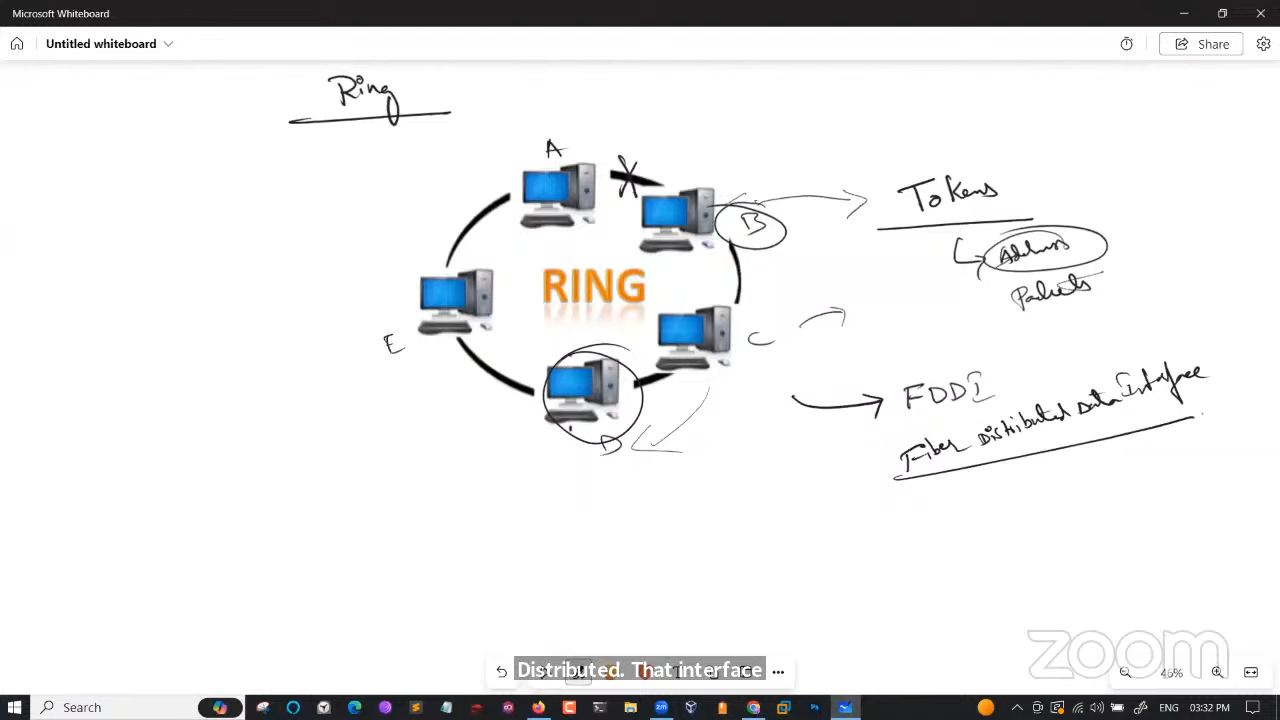 Microsoft Whiteboard
Untitled whiteboard
Share
Ring
A
B
Tokens
Address
Packets
RING
E
C
D
FDDI
Fiber Distributed Data Interface
zoom
Distributed. That interface
46%
Search
ENG
03:32 PM